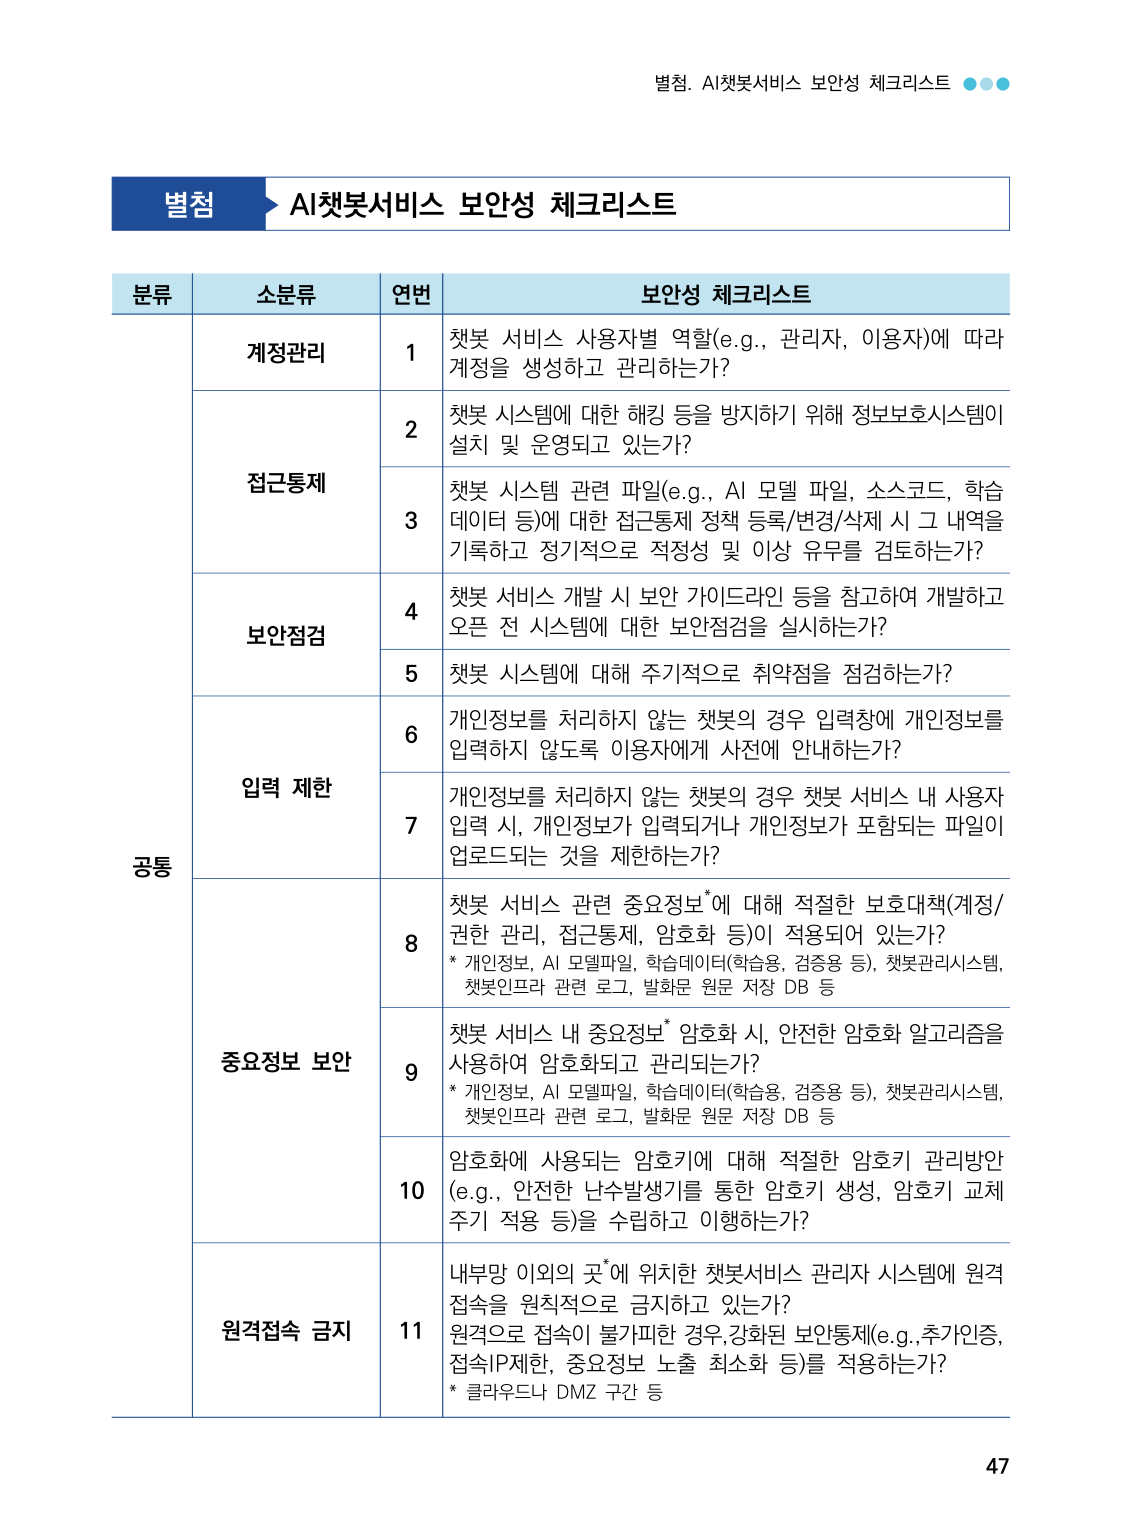 별첨. AI챗봇서비스 보안성 체크리스트
별첨 AI챗봇서비스 보안성 체크리스트
분류 소분류 연번 보안성 체크리스트
공통
계정관리
1
챗봇 서비스 사용자별 역할(e.g., 관리자, 이용자)에 따라
계정을 생성하고 관리하는가?
접근통제
2
챗봇 시스템에 대한 해킹 등을 방지하기 위해 정보보호시스템이
설치 및 운영되고 있는가?
3
챗봇 시스템 관련 파일(e.g., AI 모델 파일, 소스코드, 학습
데이터 등)에 대한 접근통제 정책 등록/변경/삭제 시 그 내역을
기록하고 정기적으로 적정성 및 이상 유무를 검토하는가?
보안점검
4
챗봇 서비스 개발 시 보안 가이드라인 등을 참고하여 개발하고
오픈 전 시스템에 대한 보안점검을 실시하는가?
5
챗봇 시스템에 대해 주기적으로 취약점을 점검하는가?
입력 제한
6
개인정보를 처리하지 않는 챗봇의 경우 입력창에 개인정보를
입력하지 않도록 이용자에게 사전에 안내하는가?
7
개인정보를 처리하지 않는 챗봇의 경우 챗봇 서비스 내 사용자
입력 시, 개인정보가 입력되거나 개인정보가 포함되는 파일이
업로드되는 것을 제한하는가?
중요정보 보안
8
챗봇 서비스 관련 중요정보*에 대해 적절한 보호대책(계정/
권한 관리, 접근통제, 암호화 등)이 적용되어 있는가?
* 개인정보, AI 모델파일, 학습데이터(학습용, 검증용 등), 챗봇관리시스템,
챗봇인프라 관련 로그, 발화문 원문 저장 DB 등
9
챗봇 서비스 내 중요정보* 암호화 시, 안전한 암호화 알고리즘을
사용하여 암호화되고 관리되는가?
* 개인정보, AI 모델파일, 학습데이터(학습용, 검증용 등), 챗봇관리시스템,
챗봇인프라 관련 로그, 발화문 원문 저장 DB 등
10
암호화에 사용되는 암호키에 대해 적절한 암호키 관리방안
(e.g., 안전한 난수발생기를 통한 암호키 생성, 암호키 교체
주기 적용 등)을 수립하고 이행하는가?
원격접속 금지
11
내부망 이외의 곳*에 위치한 챗봇서비스 관리자 시스템에 원격
접속을 원칙적으로 금지하고 있는가?
원격으로 접속이 불가피한 경우,강화된 보안통제(e.g.,추가인증,
접속IP제한, 중요정보 노출 최소화 등)를 적용하는가?
* 클라우드나 DMZ 구간 등
47